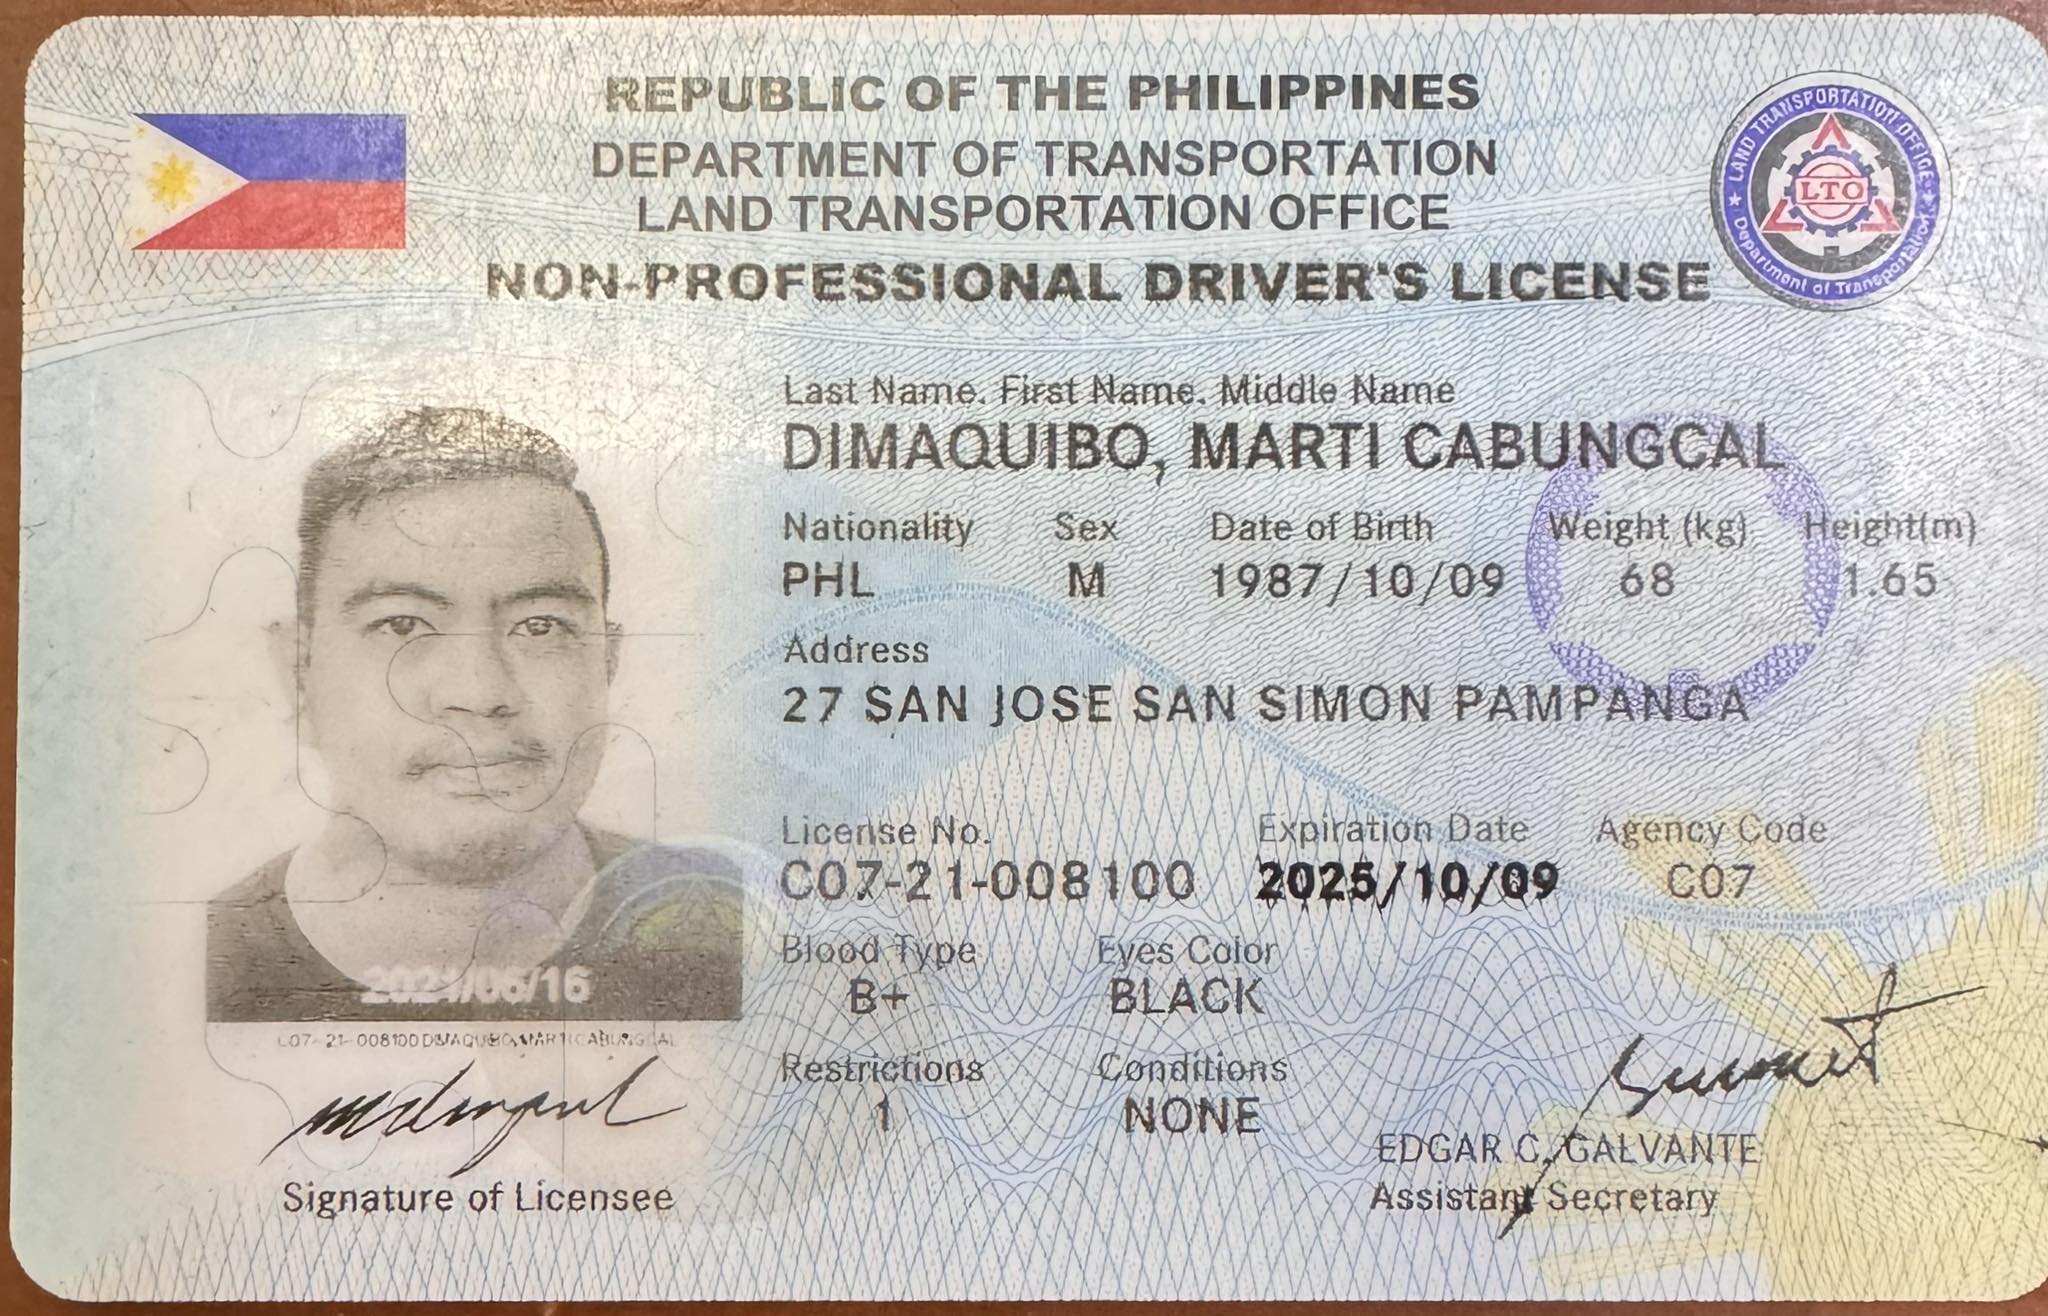 REPUBLIC OF THE PHILIPPINES
DEPARTMENT OF TRANSPORTATION
LAND TRANSPORTATION OFFICE
NON-PROFESSIONAL DRIVER'S LICENSE
LAND TRANSPORTATION OFFICE
LTO
Department of Transportation
Last Name. First Name. Middle Name
DIMAQUIBO, MARTI CABUNGCAL
Nationality Sex Date of Birth Weight (kg) Height(m)
PHL M 1987/10/09 68 1.65
Address
27 SAN JOSE SAN SIMON PAMPANGA
License No. Expiration Date Agency Code
C07-21-008100 2025/10/09 C07
Blood Type Eyes Color
B+ BLACK
2021/06/16
C07-21-008100 DIMAQUIBO, MARTI CABUNGCAL
Restrictions Conditions
1 NONE
EDGAR C. GALVANTE
Assistant Secretary
Signature of Licensee